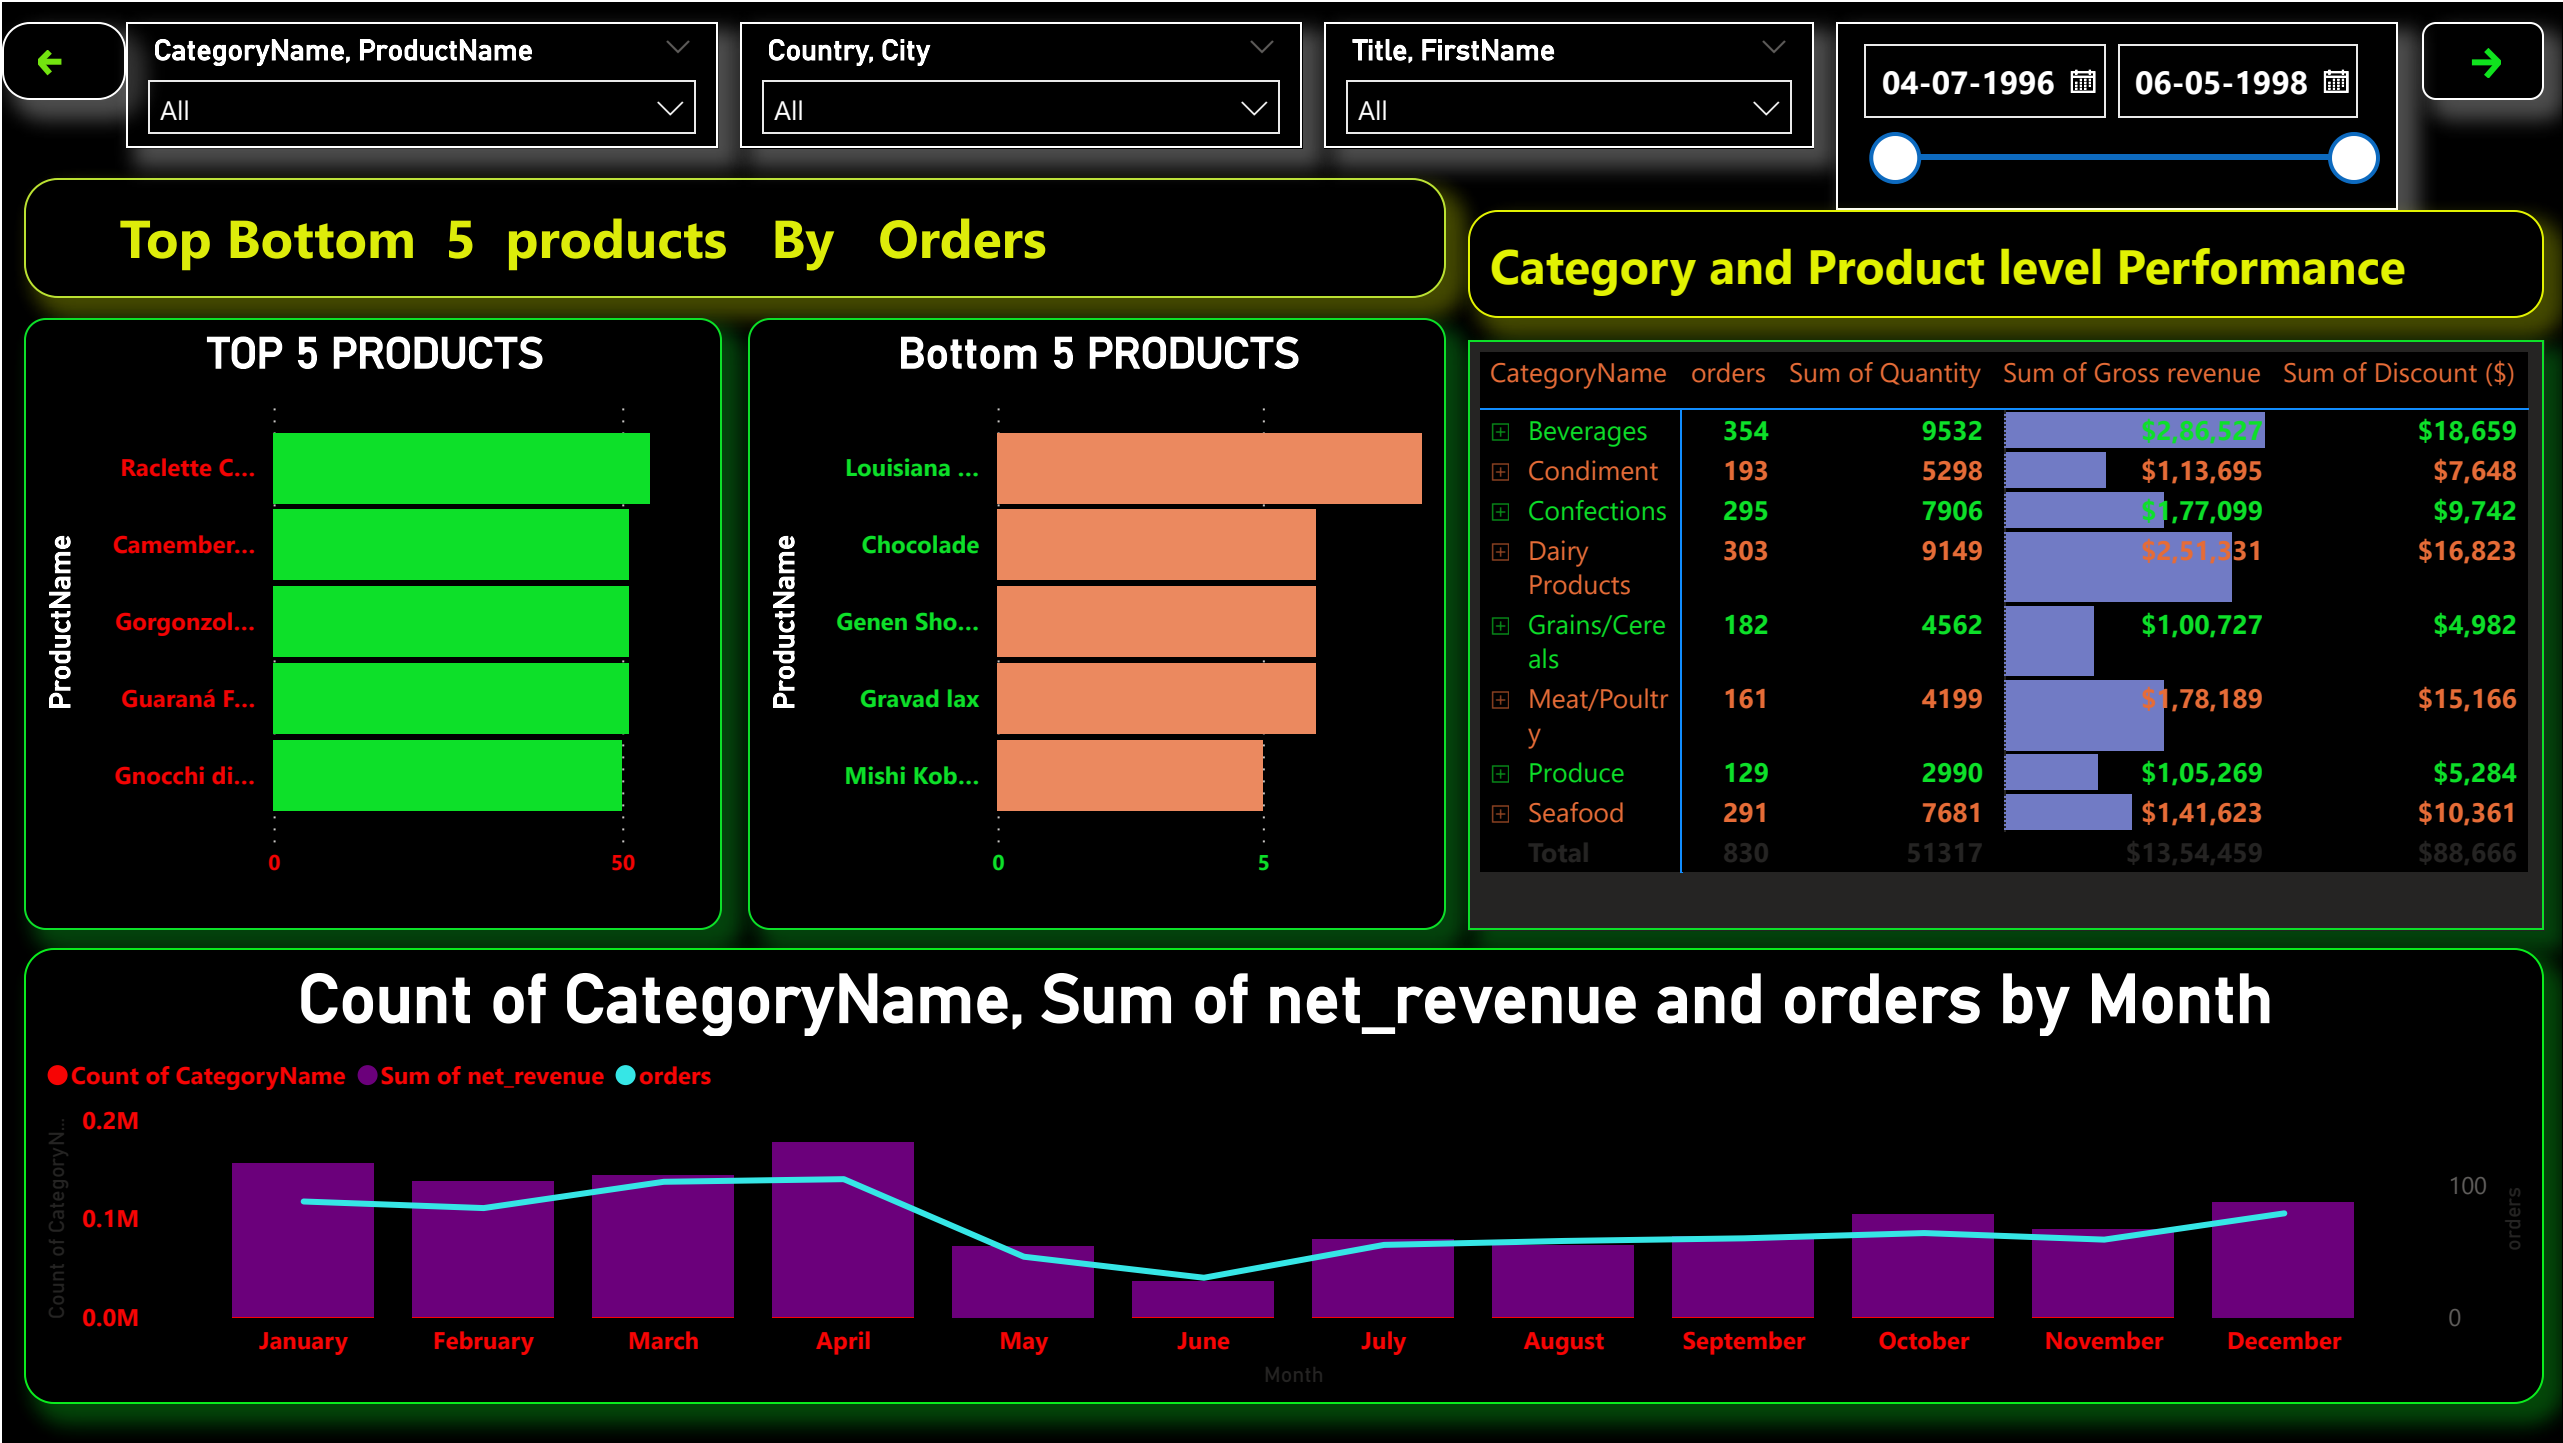 CategoryName, ProductName
All
Country, City
All
Title, FirstName
All
04-07-1996
06-05-1998
Top Bottom 5 products By Orders
Category and Product level Performance
TOP 5 PRODUCTS
ProductName
Raclette C...
Camember...
Gorgonzol...
Guaraná F...
Gnocchi di...
0 50
Bottom 5 PRODUCTS
ProductName
Louisiana ...
Chocolade
Genen Sho...
Gravad lax
Mishi Kob...
0 5
CategoryName orders Sum of Quantity Sum of Gross revenue Sum of Discount ($)
Beverages 354 9532 $2,86,527 $18,659
Condiment 193 5298 $1,13,695 $7,648
Confections 295 7906 $1,77,099 $9,742
Dairy 303 9149 $2,51,331 $16,823
Products
Grains/Cere 182 4562 $1,00,727 $4,982
als
Meat/Poultr 161 4199 $1,78,189 $15,166
y
Produce 129 2990 $1,05,269 $5,284
Seafood 291 7681 $1,41,623 $10,361
Total 830 51317 $13,54,459 $88,666
Count of CategoryName, Sum of net_revenue and orders by Month
Count of CategoryName Sum of net_revenue orders
Count of CategoryN...
0.2M
0.1M
0.0M
100
0
orders
January February March April May June July August September October November December
Month